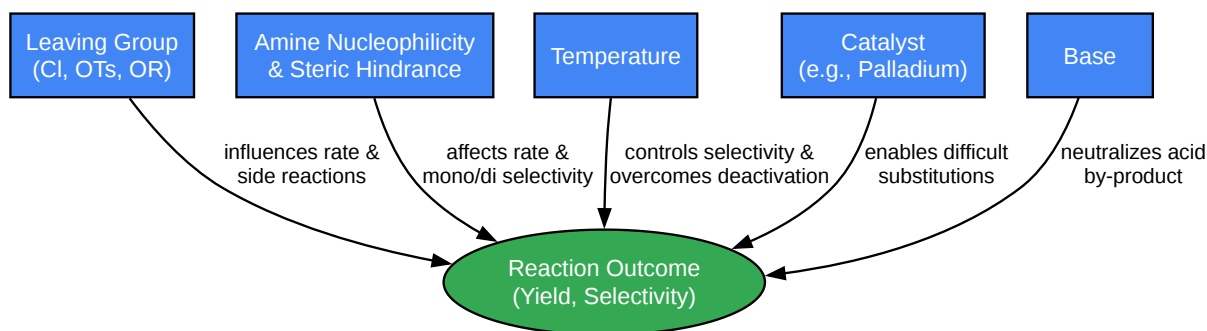 Leaving Group
(Cl, OTs, OR)
Amine Nucleophilicity
& Steric Hindrance
Temperature
Catalyst
(e.g., Palladium)
Base
influences rate &
side reactions
affects rate &
mono/di selectivity
controls selectivity &
overcomes deactivation
enables difficult
substitutions
neutralizes acid
by-product
Reaction Outcome
(Yield, Selectivity)